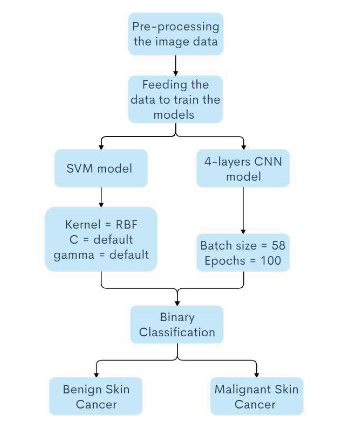 Pre-processing
the image data
Feeding the
data to train the
models
SVM model
4-layers CNN
model
Kernel = RBF
C = default
gamma = default
Batch size = 58
Epochs = 100
Binary
Classification
Benign Skin
Cancer
Malignant Skin
Cancer